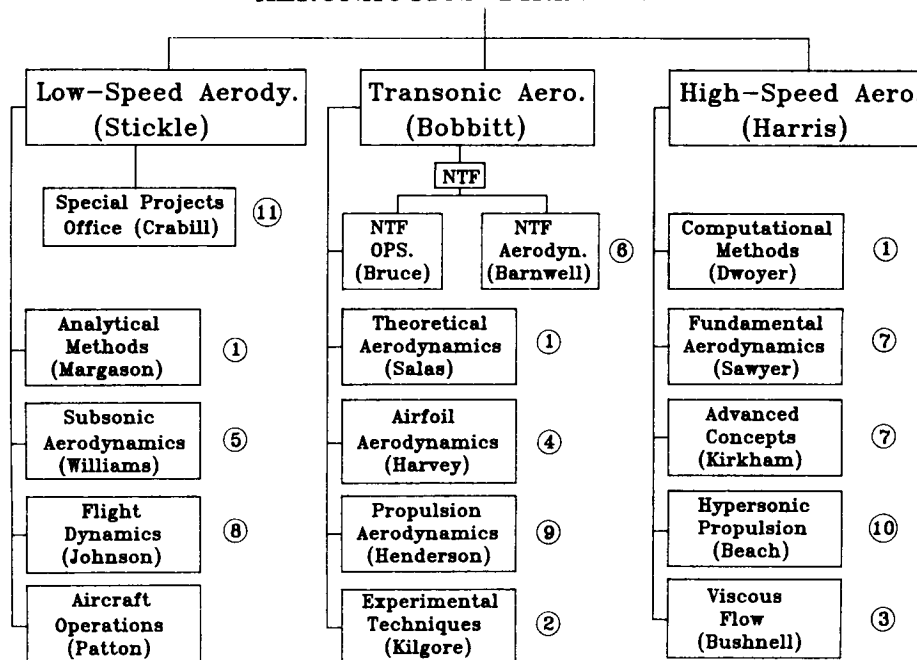 Low-Speed Aerody.
(Stickle)
Special Projects
Office (Crabill)
11
Analytical
Methods
(Margason)
1
Subsonic
Aerodynamics
(Williams)
5
Flight
Dynamics
(Johnson)
8
Aircraft
Operations
(Patton)
Transonic Aero.
(Bobbitt)
NTF
NTF
OPS.
(Bruce)
NTF
Aerodyn.
(Barnwell)
6
Theoretical
Aerodynamics
(Salas)
1
Airfoil
Aerodynamics
(Harvey)
4
Propulsion
Aerodynamics
(Henderson)
9
Experimental
Techniques
(Kilgore)
2
High-Speed Aero.
(Harris)
Computational
Methods
(Dwoyer)
1
Fundamental
Aerodynamics
(Sawyer)
7
Advanced
Concepts
(Kirkham)
7
Hypersonic
Propulsion
(Beach)
10
Viscous
Flow
(Bushnell)
3